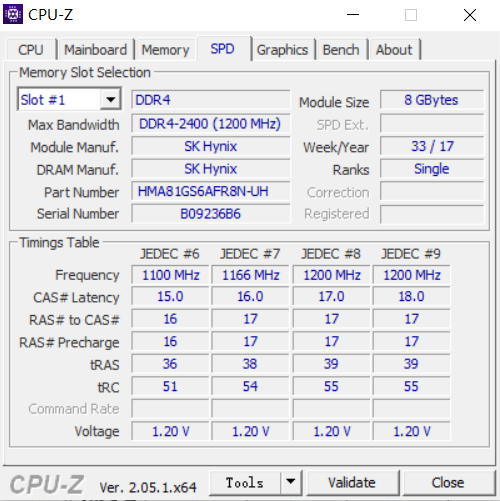 CPU-Z
CPU Mainboard Memory SPD Graphics Bench About
Memory Slot Selection
Slot #1 DDR4 Module Size 8 GBytes
Max Bandwidth DDR4-2400 (1200 MHz) SPD Ext.
Module Manuf. SK Hynix Week/Year 33 / 17
DRAM Manuf. SK Hynix Ranks Single
Part Number HMA81GS6AFR8N-UH Correction
Serial Number B09236B6 Registered
Timings Table
JEDEC #6 JEDEC #7 JEDEC #8 JEDEC #9
Frequency 1100 MHz 1166 MHz 1200 MHz 1200 MHz
CAS# Latency 15.0 16.0 17.0 18.0
RAS# to CAS# 16 17 17 17
RAS# Precharge 16 17 17 17
tRAS 36 38 39 39
tRC 51 54 55 55
Command Rate
Voltage 1.20 V 1.20 V 1.20 V 1.20 V
CPU-Z Ver. 2.05.1.x64 Tools Validate Close